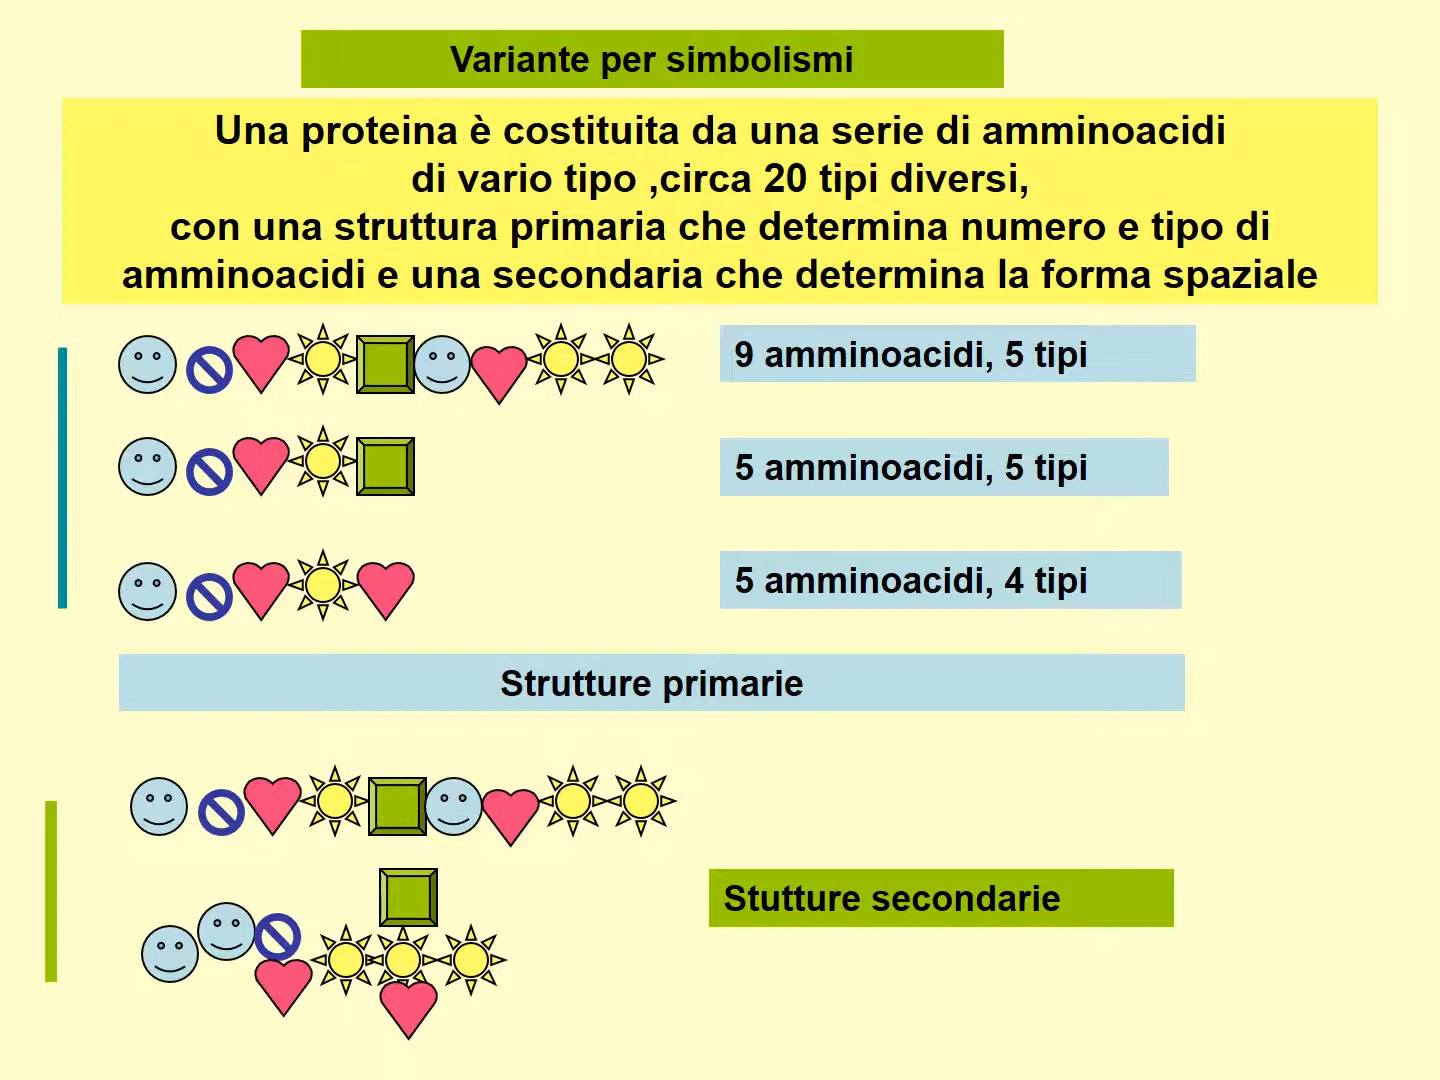 Variante per simbolismi
Una proteina è costituita da una serie di amminoacidi
di vario tipo ,circa 20 tipi diversi,
con una struttura primaria che determina numero e tipo di
amminoacidi e una secondaria che determina la forma spaziale
9 amminoacidi, 5 tipi
5 amminoacidi, 5 tipi
5 amminoacidi, 4 tipi
Strutture primarie
Stutture secondarie